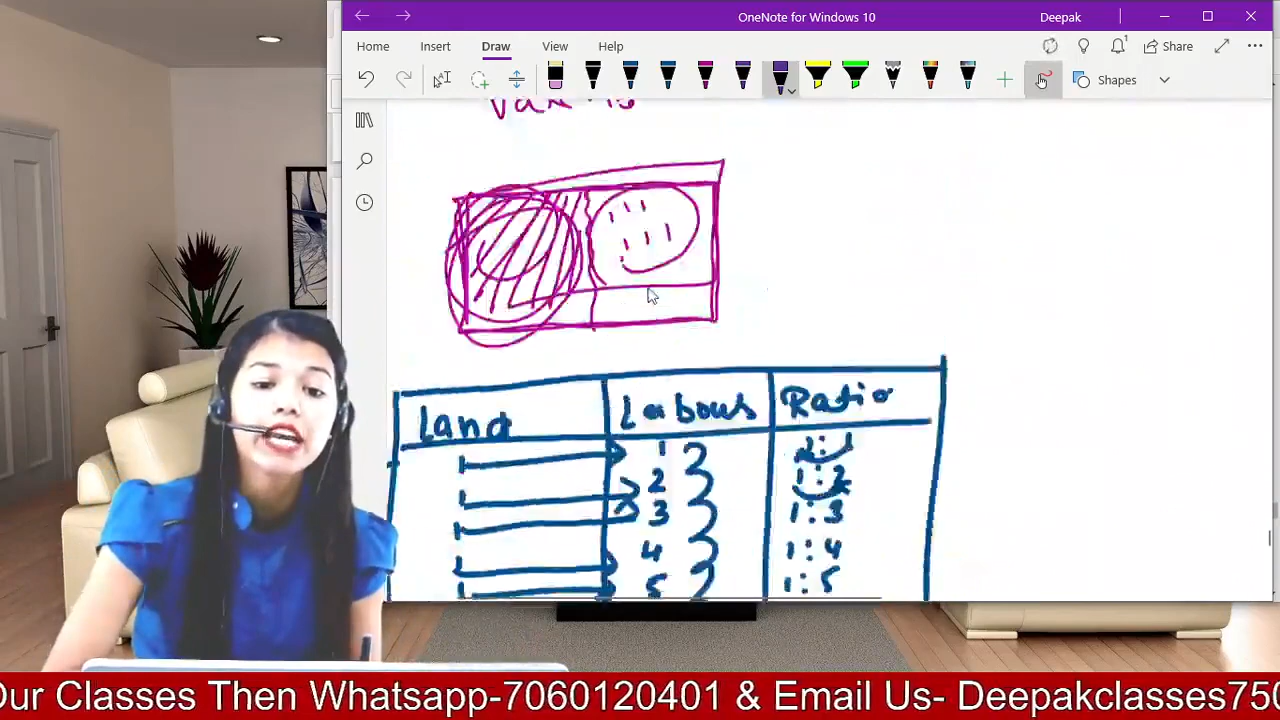 OneNote for Windows 10
Deepak
Home Insert Draw View Help
1
Share
Shapes
Land Labour Ratio
1
2
3 1:3
4 1:4
5 1:5
Our Classes Then Whatsapp-7060120401 & Email Us- Deepakclasses750